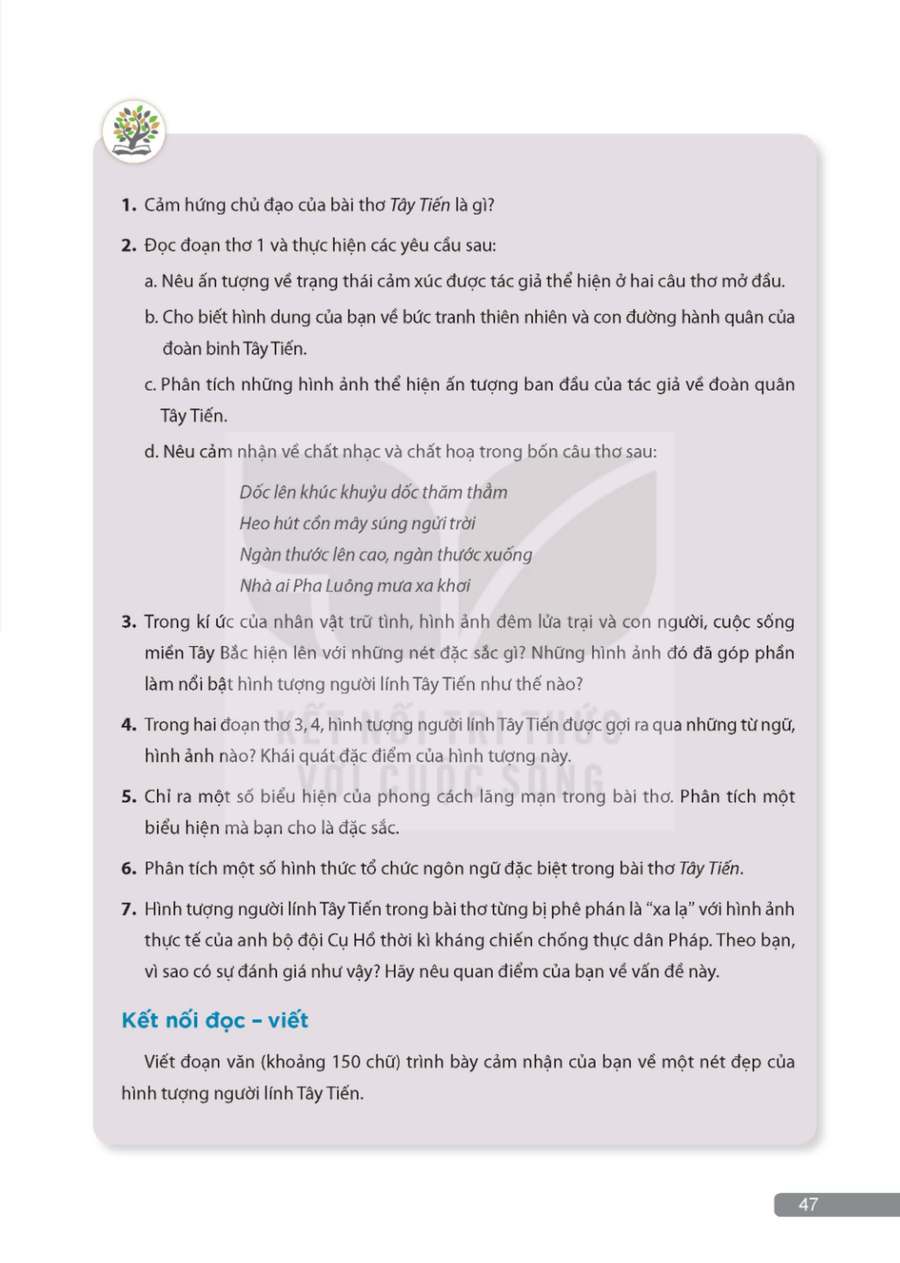 1. Cảm hứng chủ đạo của bài thơ Tây Tiến là gì?
2. Đọc đoạn thơ 1 và thực hiện các yêu cầu sau:
a. Nêu ấn tượng về trạng thái cảm xúc được tác giả thể hiện ở hai câu thơ mở đầu.
b. Cho biết hình dung của bạn về bức tranh thiên nhiên và con đường hành quân của
đoàn binh Tây Tiến.
c. Phân tích những hình ảnh thể hiện ấn tượng ban đầu của tác giả về đoàn quân
Tây Tiến.
d. Nêu cảm nhận về chất nhạc và chất hoạ trong bốn câu thơ sau:
Dốc lên khúc khuỷu dốc thăm thẳm
Heo hút cồn mây súng ngửi trời
Ngàn thước lên cao, ngàn thước xuống
Nhà ai Pha Luông mưa xa khơi
3. Trong kí ức của nhân vật trữ tình, hình ảnh đêm lửa trại và con người, cuộc sống
miền Tây Bắc hiện lên với những nét đặc sắc gì? Những hình ảnh đó đã góp phần
làm nổi bật hình tượng người lính Tây Tiến như thế nào?
4. Trong hai đoạn thơ 3, 4, hình tượng người lính Tây Tiến được gợi ra qua những từ ngữ,
hình ảnh nào? Khái quát đặc điểm của hình tượng này.
KẾT NỐI TRI THỨC
VỚI CUỘC SỐNG
5. Chỉ ra một số biểu hiện của phong cách lãng mạn trong bài thơ. Phân tích một
biểu hiện mà bạn cho là đặc sắc.
6. Phân tích một số hình thức tổ chức ngôn ngữ đặc biệt trong bài thơ Tây Tiến.
7. Hình tượng người lính Tây Tiến trong bài thơ từng bị phê phán là “xa lạ” với hình ảnh
thực tế của anh bộ đội Cụ Hồ thời kì kháng chiến chống thực dân Pháp. Theo bạn,
vì sao có sự đánh giá như vậy? Hãy nêu quan điểm của bạn về vấn đề này.
Kết nối đọc – viết
Viết đoạn văn (khoảng 150 chữ) trình bày cảm nhận của bạn về một nét đẹp của
hình tượng người lính Tây Tiến.
47